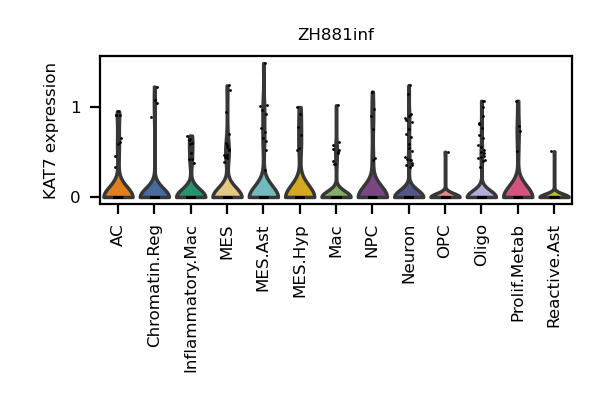 ZH881inf
KAT7 expression
1
0
AC
Chromatin.Reg
Inflammatory.Mac
MES
MES.Ast
MES.Hyp
Mac
NPC
Neuron
OPC
Oligo
Prolif.Metab
Reactive.Ast